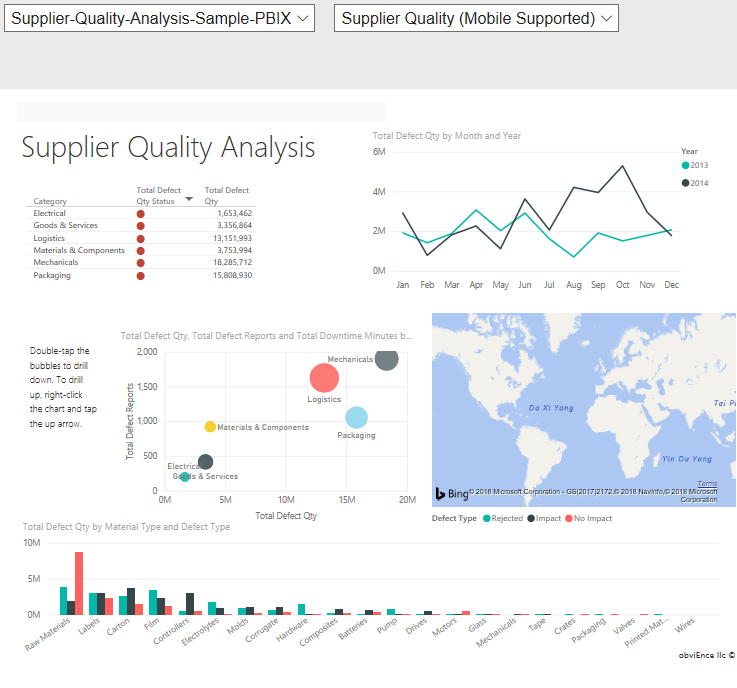 Supplier-Quality-Analysis-Sample-PBIX
Supplier Quality (Mobile Supported)
Supplier Quality Analysis
Category
Total Defect
Qty Status
Total Defect
Qty
Electrical 1,653,462
Goods & Services 3,356,864
Logistics 13,151,993
Materials & Components 3,753,994
Mechanicals 18,285,712
Packaging 15,808,930
Total Defect Qty by Month and Year
6M
4M
2M
0M
Jan Feb Mar Apr May Jun Jul Aug Sep Oct Nov Dec
Year
2013
2014
Double-tap the
bubbles to drill
down. To drill
up, right-click
the chart and tap
the up arrow.
Total Defect Qty, Total Defect Reports and Total Downtime Minutes b...
Total Defect Reports
2,000
1,500
1,000
500
0
Mechanicals
Logistics
Packaging
Materials & Components
Electrical
Goods & Services
0M 5M 10M 15M 20M
Total Defect Qty
Da Xi Yang
Tai Pi
Yin Du Yang
Terms
Bing
© 2018 Microsoft Corporation - GS(2017)2172,© 2018 NavInfo,© 2018 Microsoft
Corporation
Defect Type Rejected Impact No Impact
Total Defect Qty by Material Type and Defect Type
10M
5M
0M
Raw Materials Labels Carton Film Controllers Electrolytes Molds Corrugate Hardware Composites Batteries Pump Drives Motors Glass Mechanicals Tape Crates Packaging Valves Printed Mat... Wires
obviEnce llc ©